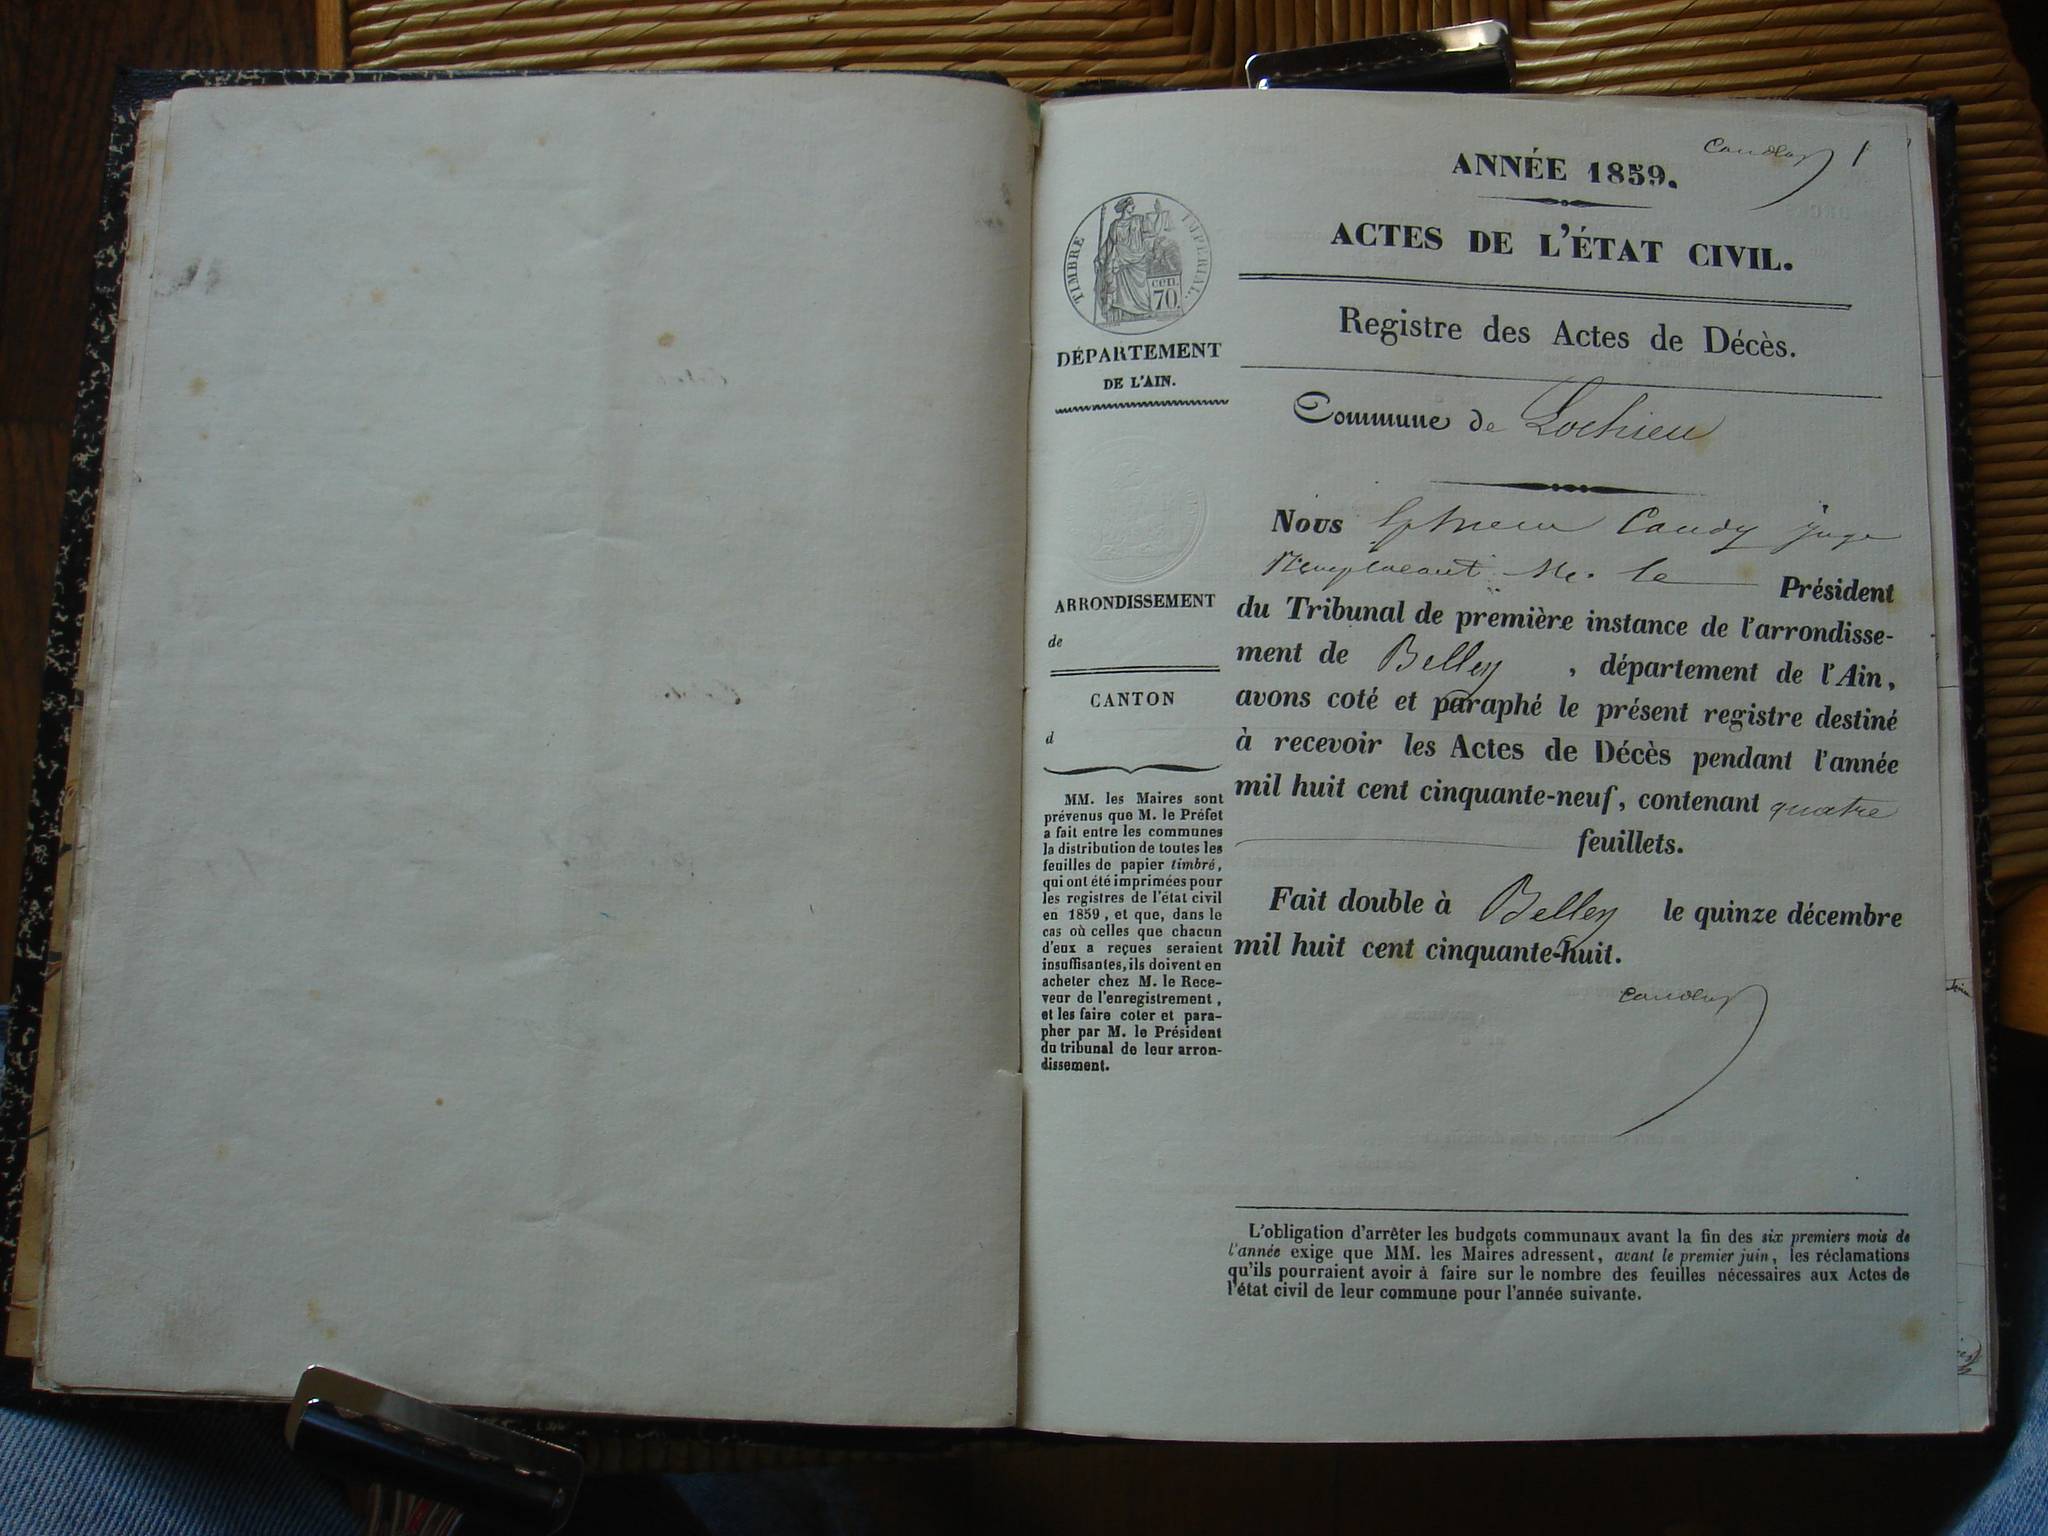 ANNÉE 1859.
1
ACTES DE L'ÉTAT CIVIL.
TIMBRE IMPÉRIAL.
cen.
70.
Registre des Actes de Décès.
DÉPARTEMENT
DE L'AIN.
Commune de Lochieu
Nous Caudy juge
Remplaçant M. le Président
du Tribunal de première instance de l'arrondisse-
ment de Belley, département de l'Ain,
avons coté et paraphé le présent registre destiné
à recevoir les Actes de Décès pendant l'année
mil huit cent cinquante-neuf, contenant quatre
feuillets.
Fait double à Belley le quinze décembre
mil huit cent cinquante-huit.
ARRONDISSEMENT
de
CANTON
d
MM. les Maires sont
prévenus que M. le Préfet
a fait entre les communes
la distribution de toutes les
feuilles de papier timbré,
qui ont été imprimées pour
les registres de l'état civil
en 1859, et que, dans le
cas où celles que chacun
d'eux a reçues seraient
insuffisantes, ils doivent en
acheter chez M. le Rece-
veur de l'enregistrement,
et les faire coter et para-
pher par M. le Président
du tribunal de leur arron-
dissement.
L'obligation d'arrêter les budgets communaux avant la fin des six premiers mois de
l'année exige que MM. les Maires adressent, avant le premier juin, les réclamations
qu'ils pourraient avoir à faire sur le nombre des feuilles nécessaires aux Actes de
l'état civil de leur commune pour l'année suivante.